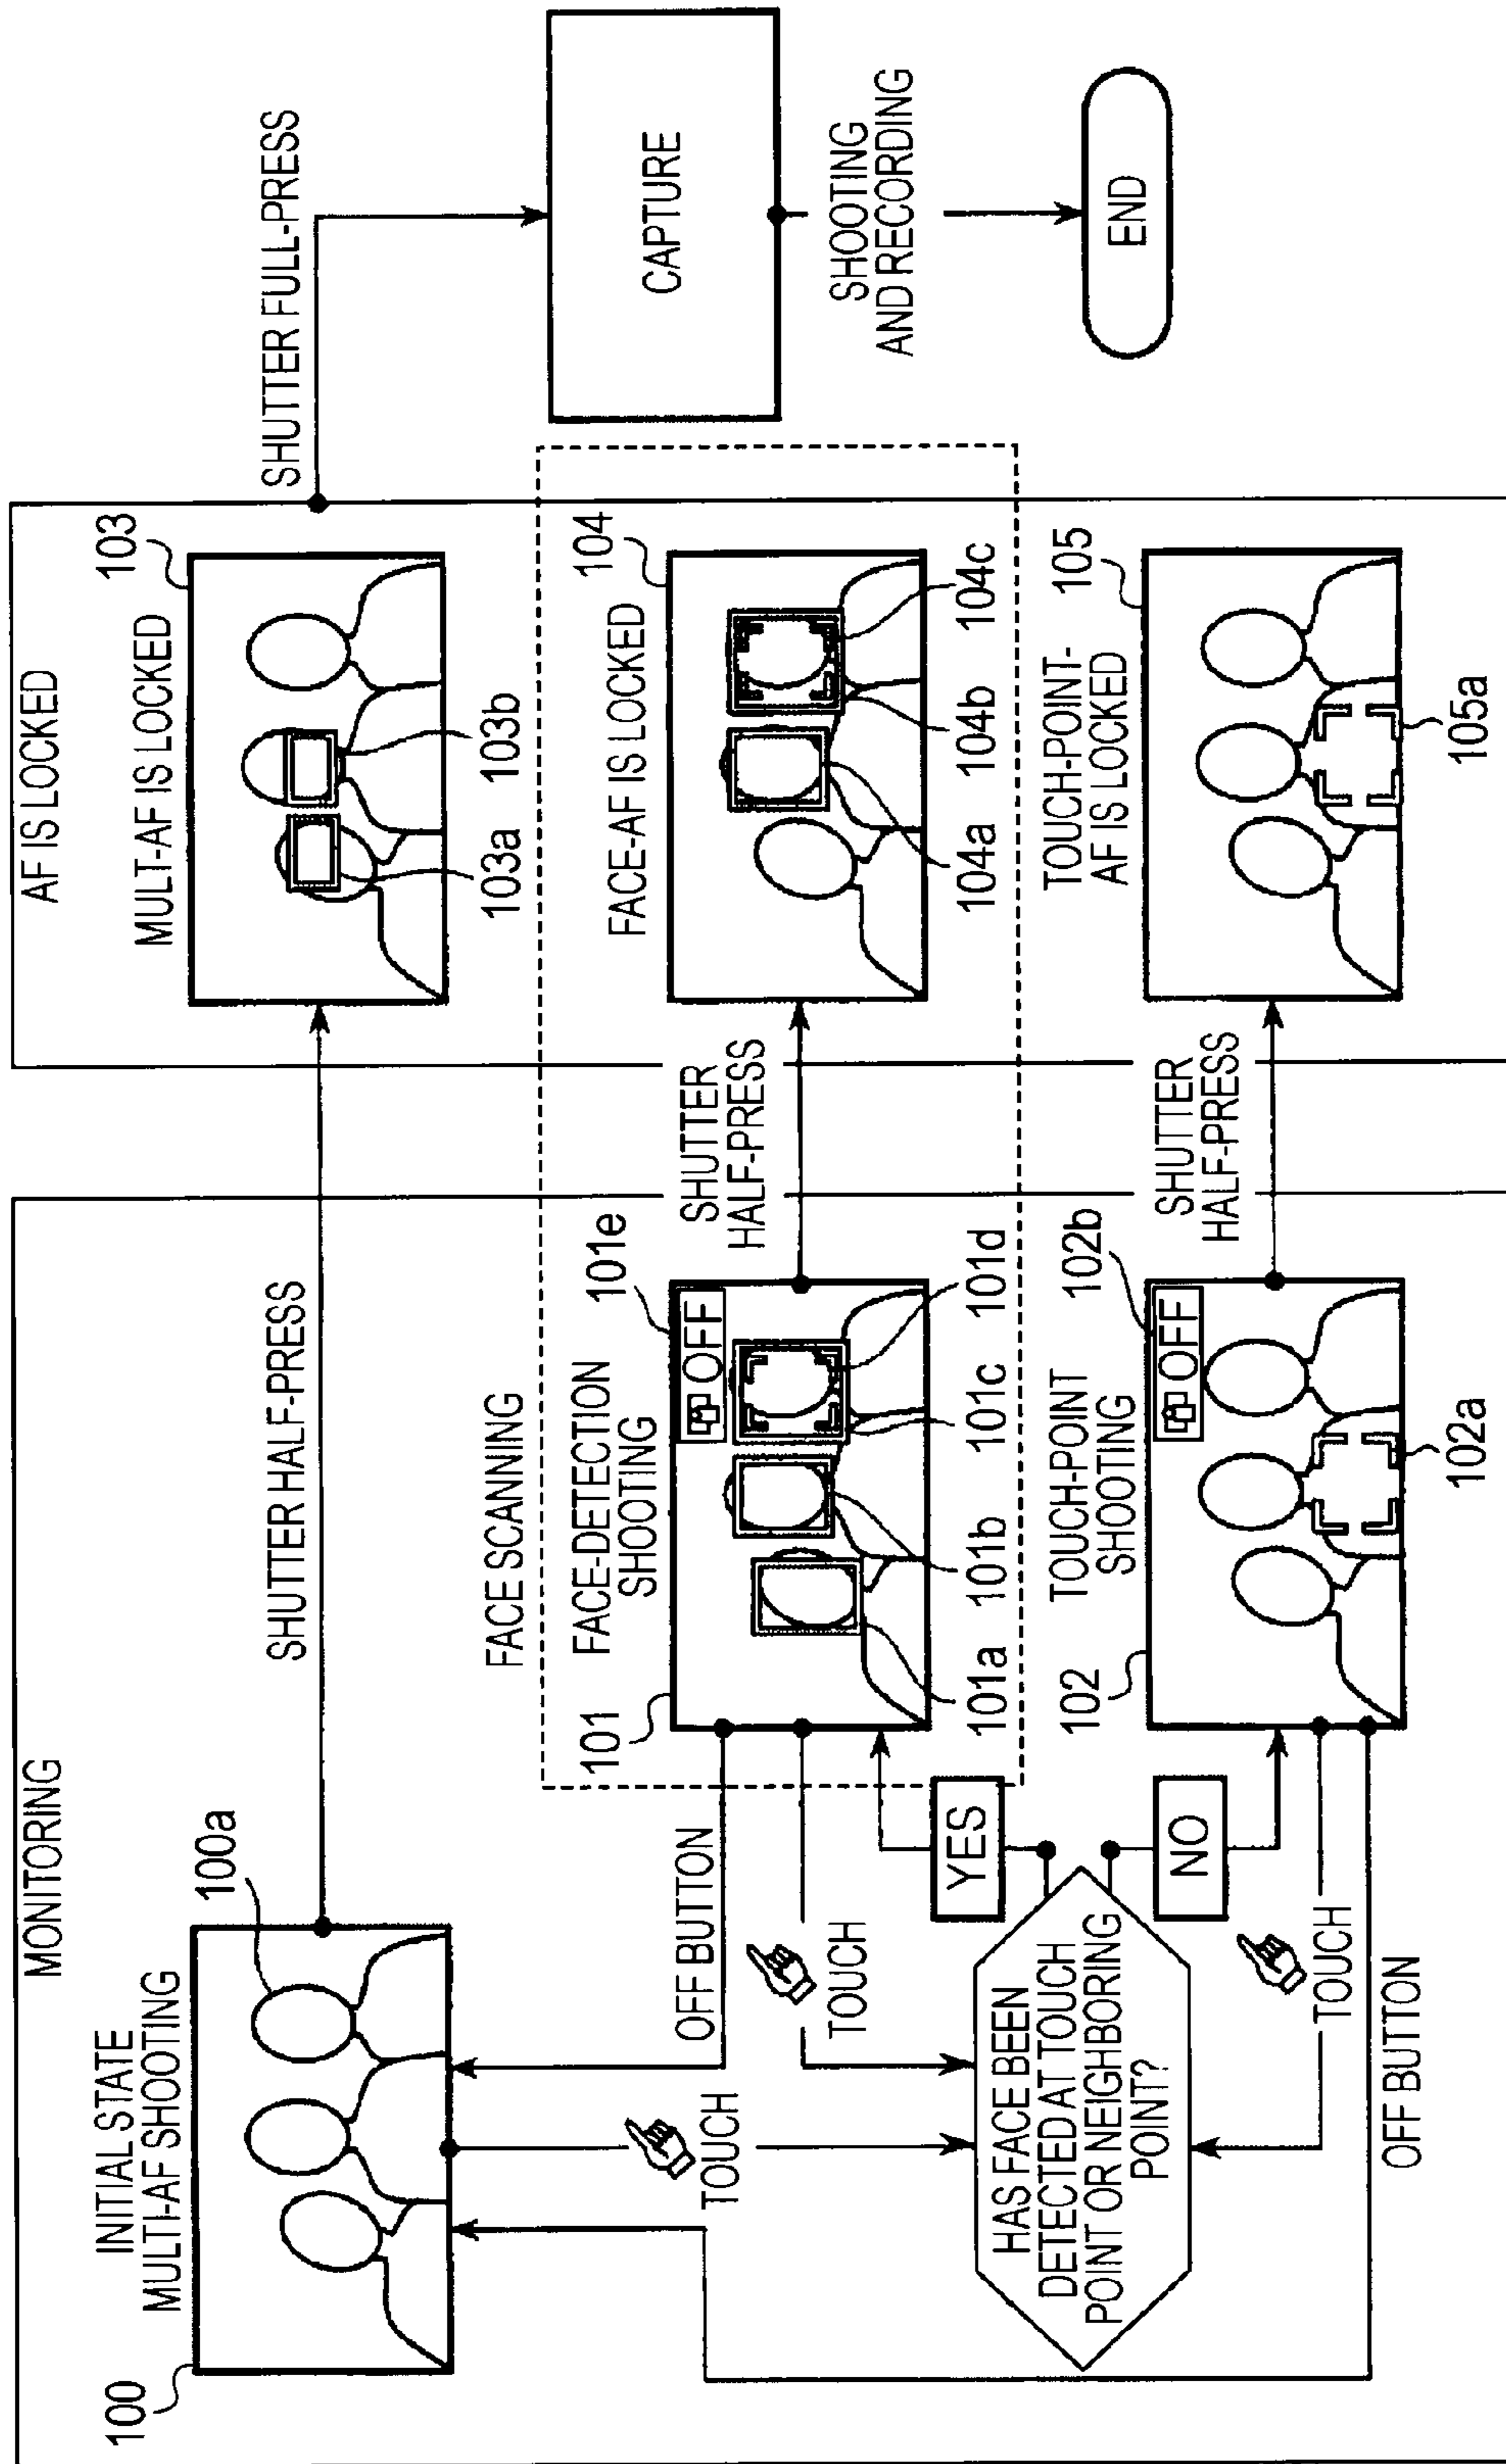 MONITORING
INITIAL STATE
MULTI-AF SHOOTING
100
100a
SHUTTER HALF-PRESS
AF IS LOCKED
MULT-AF IS LOCKED
103
103a
103b
SHUTTER FULL-PRESS
CAPTURE
SHOOTING
AND RECORDING
END
OFF BUTTON
TOUCH
TOUCH
FACE SCANNING
FACE-DETECTION
SHOOTING
101
101e
OFF
101a
101b
101c
101d
SHUTTER
HALF-PRESS
FACE-AF IS LOCKED
104
104a
104b
104c
YES
HAS FACE BEEN
DETECTED AT TOUCH
POINT OR NEIGHBORING
POINT?
NO
TOUCH
OFF BUTTON
TOUCH-POINT
SHOOTING
102
102b
OFF
102a
SHUTTER
HALF-PRESS
TOUCH-POINT-
AF IS LOCKED
105
105a